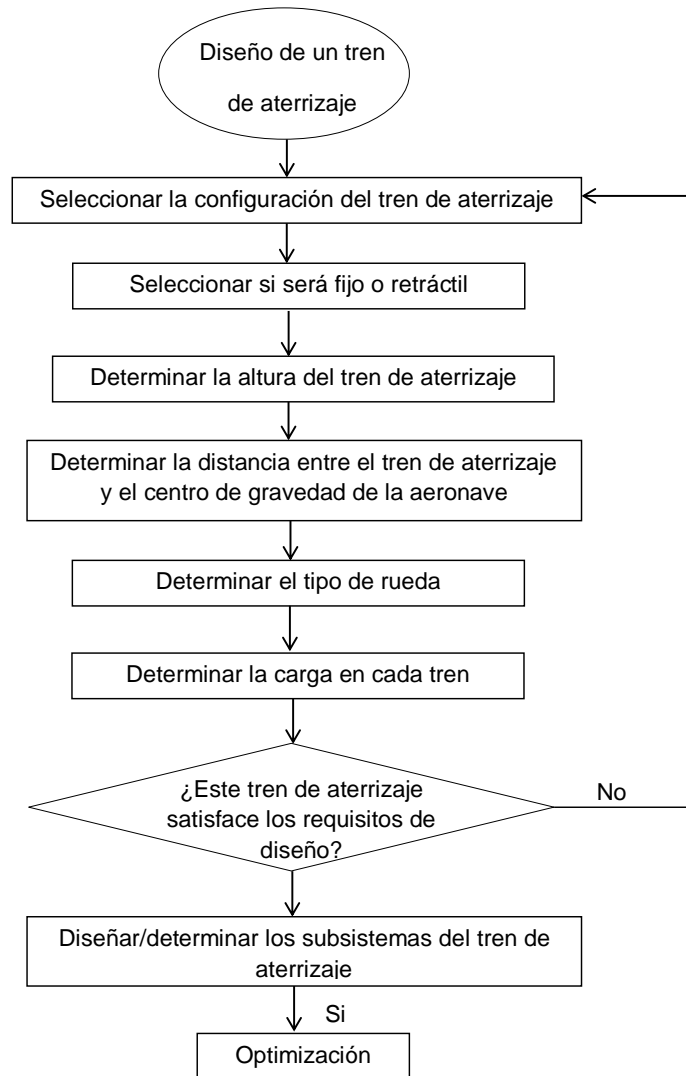 Diseño de un tren
de aterrizaje
Seleccionar la configuración del tren de aterrizaje
Seleccionar si será fijo o retráctil
Determinar la altura del tren de aterrizaje
Determinar la distancia entre el tren de aterrizaje
y el centro de gravedad de la aeronave
Determinar el tipo de rueda
Determinar la carga en cada tren
¿Este tren de aterrizaje
satisface los requisitos de
diseño?
No
Diseñar/determinar los subsistemas del tren de
aterrizaje
Si
Optimización